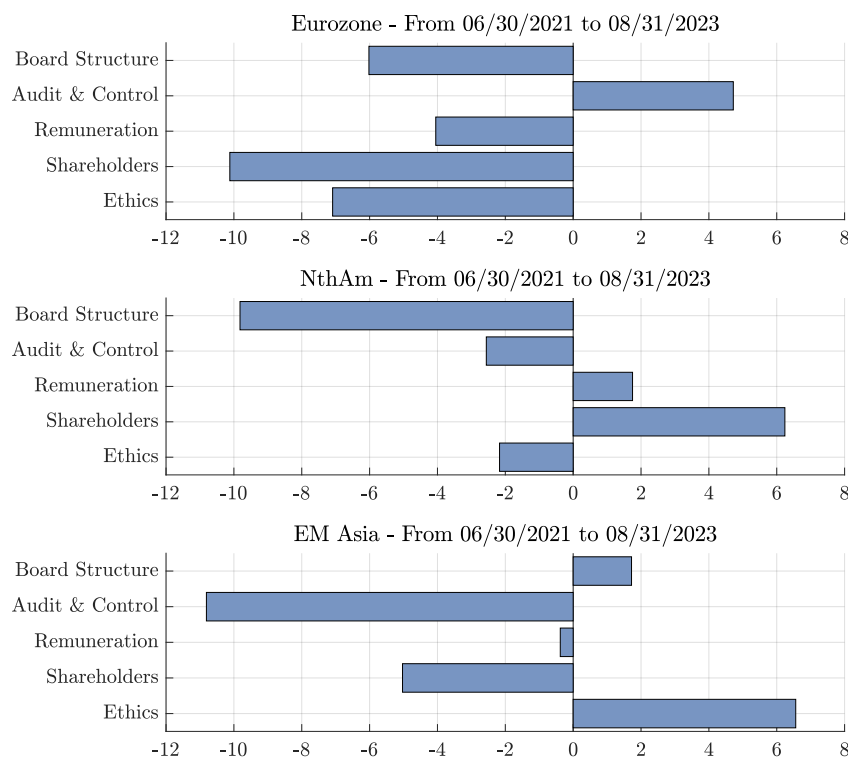 Eurozone - From 06/30/2021 to 08/31/2023
Board Structure
Audit & Control
Remuneration
Shareholders
Ethics
-12 -10 -8 -6 -4 -2 0 2 4 6 8
NthAm - From 06/30/2021 to 08/31/2023
Board Structure
Audit & Control
Remuneration
Shareholders
Ethics
-12 -10 -8 -6 -4 -2 0 2 4 6 8
EM Asia - From 06/30/2021 to 08/31/2023
Board Structure
Audit & Control
Remuneration
Shareholders
Ethics
-12 -10 -8 -6 -4 -2 0 2 4 6 8